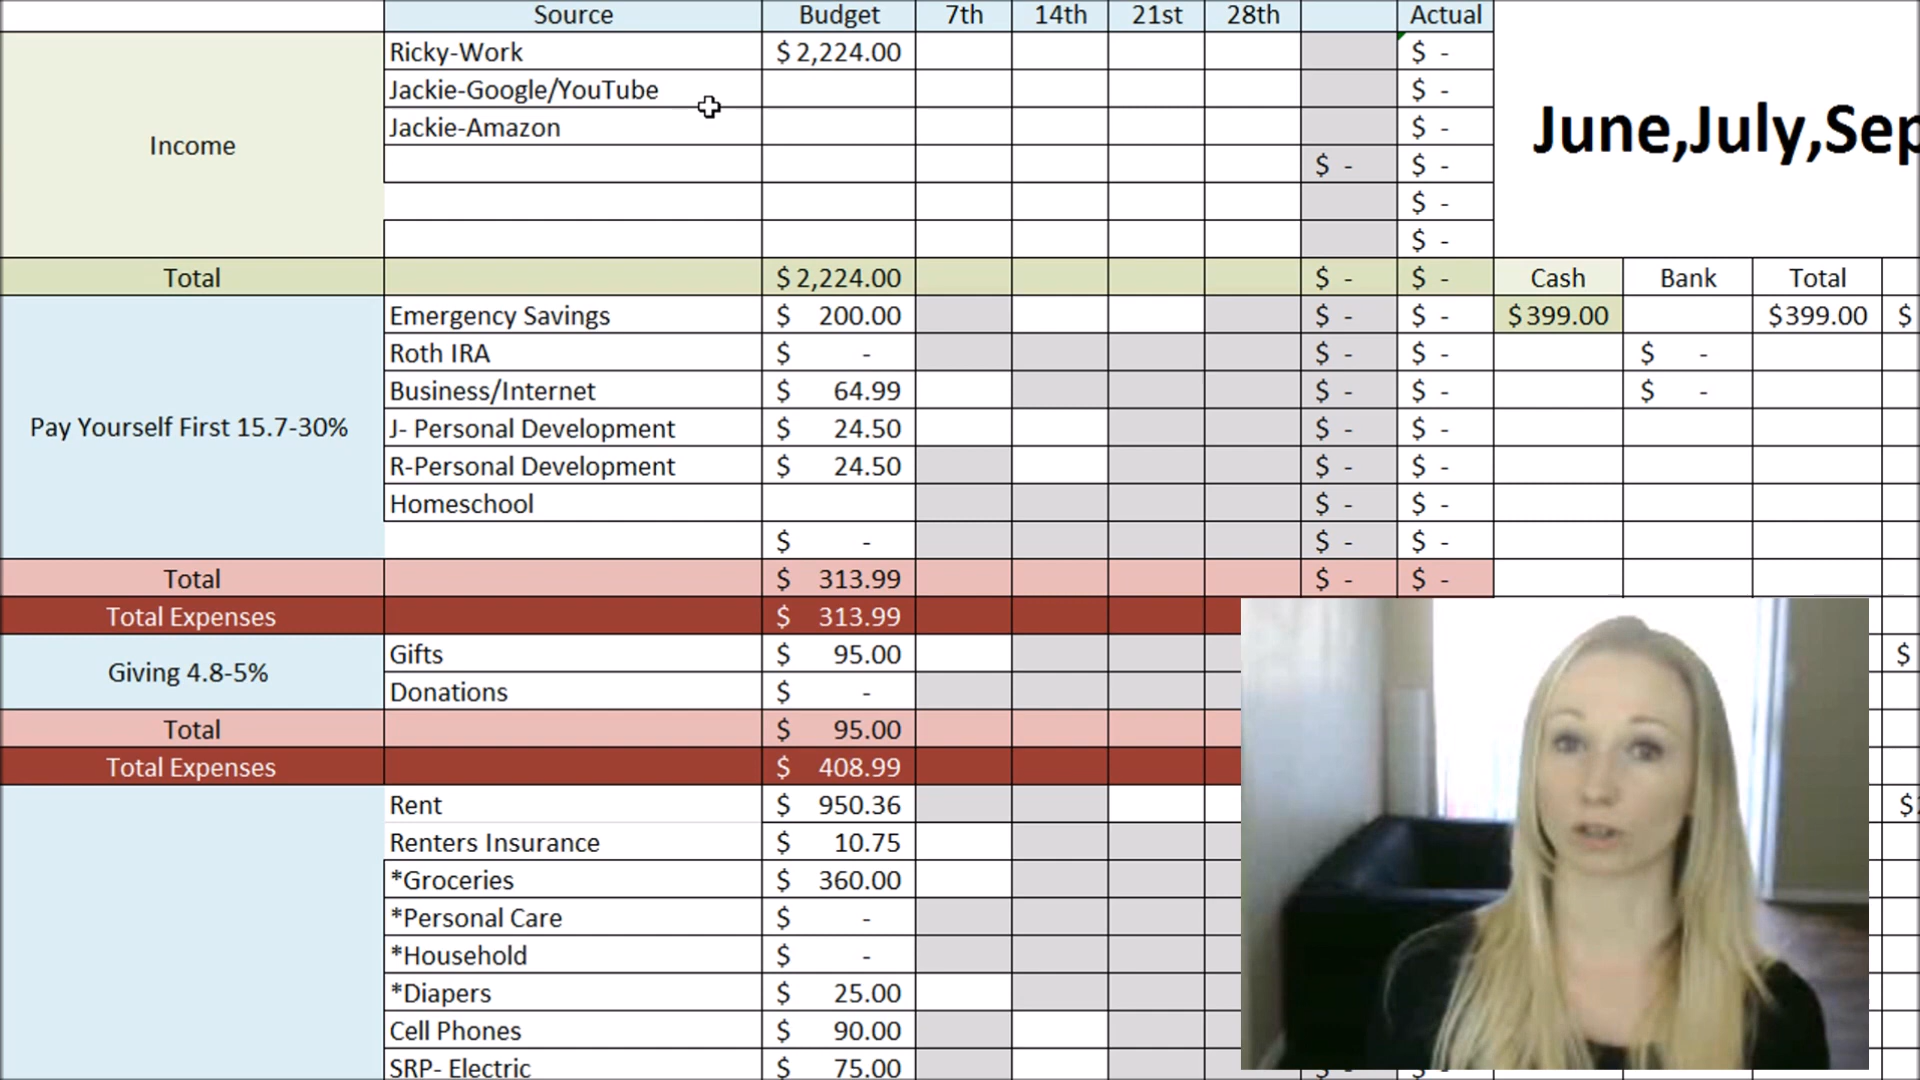 Source Budget 7th 14th 21st 28th Actual
Ricky-Work $ 2,224.00 $ -
Jackie-Google/YouTube $ -
Jackie-Amazon $ -
June,July,Sep
Income
$ - $ -
$ -
$ -
Total $ 2,224.00 $ - $ - Cash Bank Total
Emergency Savings $ 200.00 $ - $ - $ 399.00 $399.00 $
Roth IRA $ - $ - $ - $ -
Business/Internet $ 64.99 $ - $ - $ -
Pay Yourself First 15.7-30% J- Personal Development $ 24.50 $ - $ -
R-Personal Development $ 24.50 $ - $ -
Homeschool $ - $ -
$ - $ - $ -
Total $ 313.99 $ - $ -
Total Expenses $ 313.99
Gifts $ 95.00 $
Giving 4.8-5%
Donations $ -
Total $ 95.00
Total Expenses $ 408.99
Rent $ 950.36 $
Renters Insurance $ 10.75
*Groceries $ 360.00
*Personal Care $ -
*Household $ -
*Diapers $ 25.00
Cell Phones $ 90.00
SRP- Electric $ 75.00